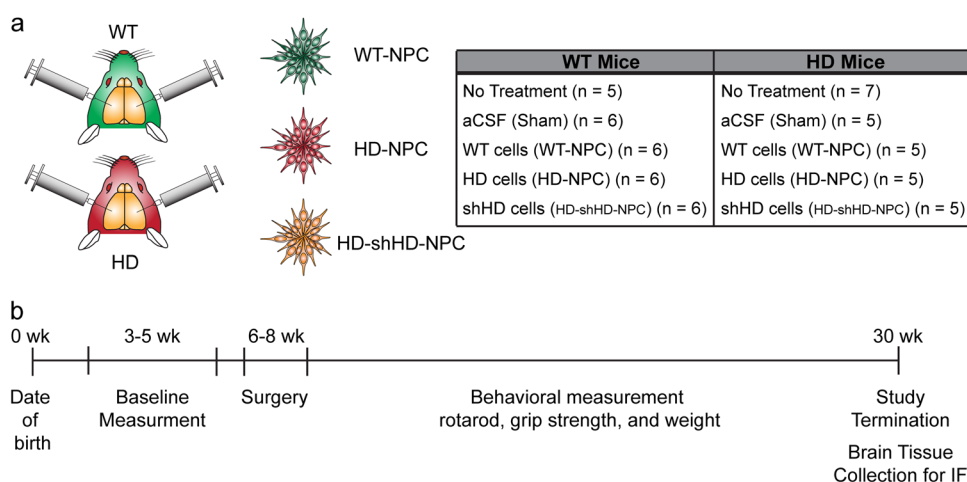 a
WT
HD
WT-NPC
HD-NPC
HD-shHD-NPC
WT Mice HD Mice
No Treatment (n = 5) No Treatment (n = 7)
aCSF (Sham) (n = 6) aCSF (Sham) (n = 5)
WT cells (WT-NPC) (n = 6) WT cells (WT-NPC) (n = 5)
HD cells (HD-NPC) (n = 6) HD cells (HD-NPC) (n = 5)
shHD cells (HD-shHD-NPC) (n = 6) shHD cells (HD-shHD-NPC) (n = 5)
b
0 wk 3-5 wk 6-8 wk 30 wk
Date
of
birth
Baseline
Measurment
Surgery
Behavioral measurement
rotarod, grip strength, and weight
Study
Termination
Brain Tissue
Collection for IF